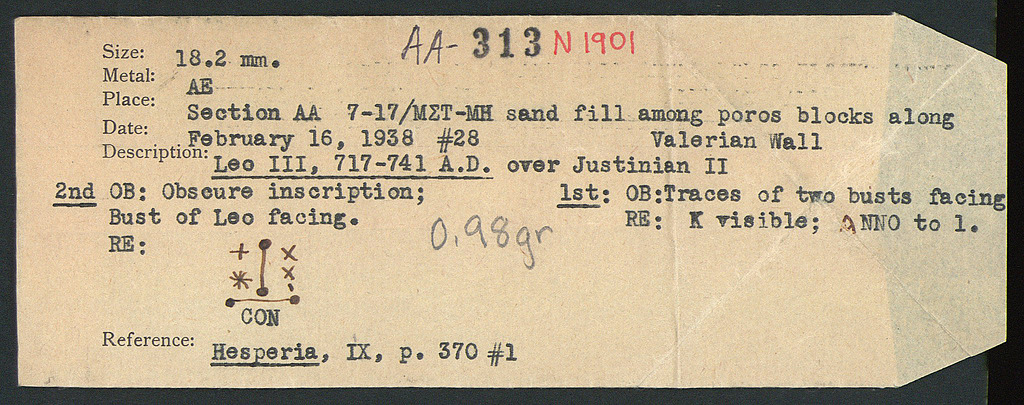 AA- 313 N 1901
Size: 18.2 mm.
Metal: AE
Place: Section AA 7-17/ΜΣΤ-ΜΗ sand fill among poros blocks along
Date: February 16, 1938 #28 Valerian Wall
Description: Leo III, 717-741 A.D. over Justinian II
2nd OB: Obscure inscription; 1st: OB:Traces of two busts facing
Bust of Leo facing. RE: K visible; ANNO to l.
0.98gr
RE:
+ I X
* X
CON
Reference: Hesperia, IX, p. 370 #1